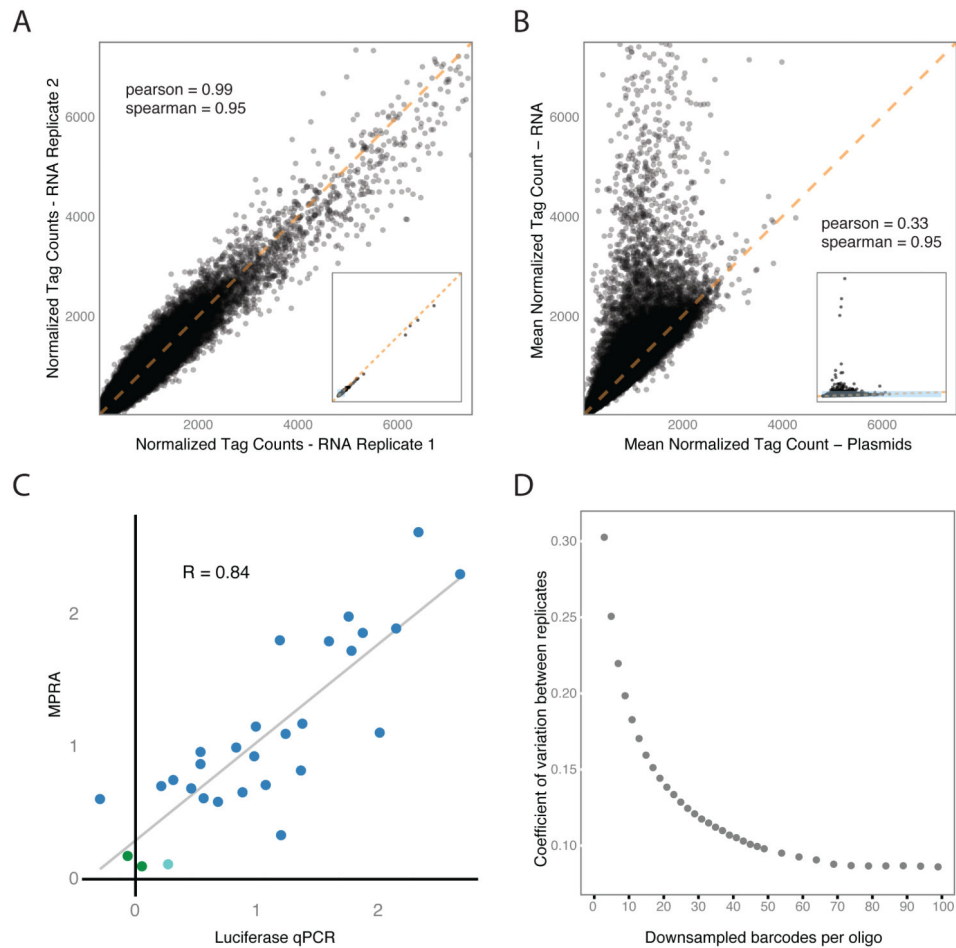 A
Normalized Tag Counts - RNA Replicate 2
6000
4000
2000
pearson = 0.99
spearman = 0.95
2000 4000 6000
Normalized Tag Counts - RNA Replicate 1
B
Mean Normalized Tag Count – RNA
6000
4000
2000
pearson = 0.33
spearman = 0.95
2000 4000 6000
Mean Normalized Tag Count – Plasmids
C
MPRA
2
1
0
R = 0.84
0 1 2
Luciferase qPCR
D
Coefficient of variation between replicates
0.30
0.25
0.20
0.15
0.10
0 10 20 30 40 50 60 70 80 90 100
Downsampled barcodes per oligo